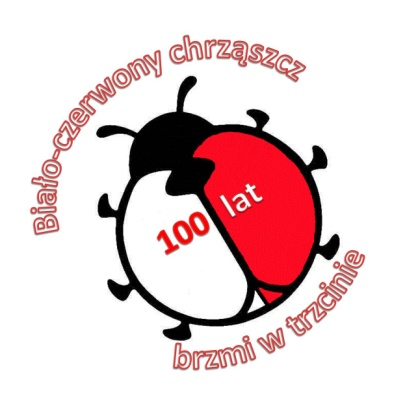 Biało-czerwony chrząszcz
100 lat
brzmi w trzcinie